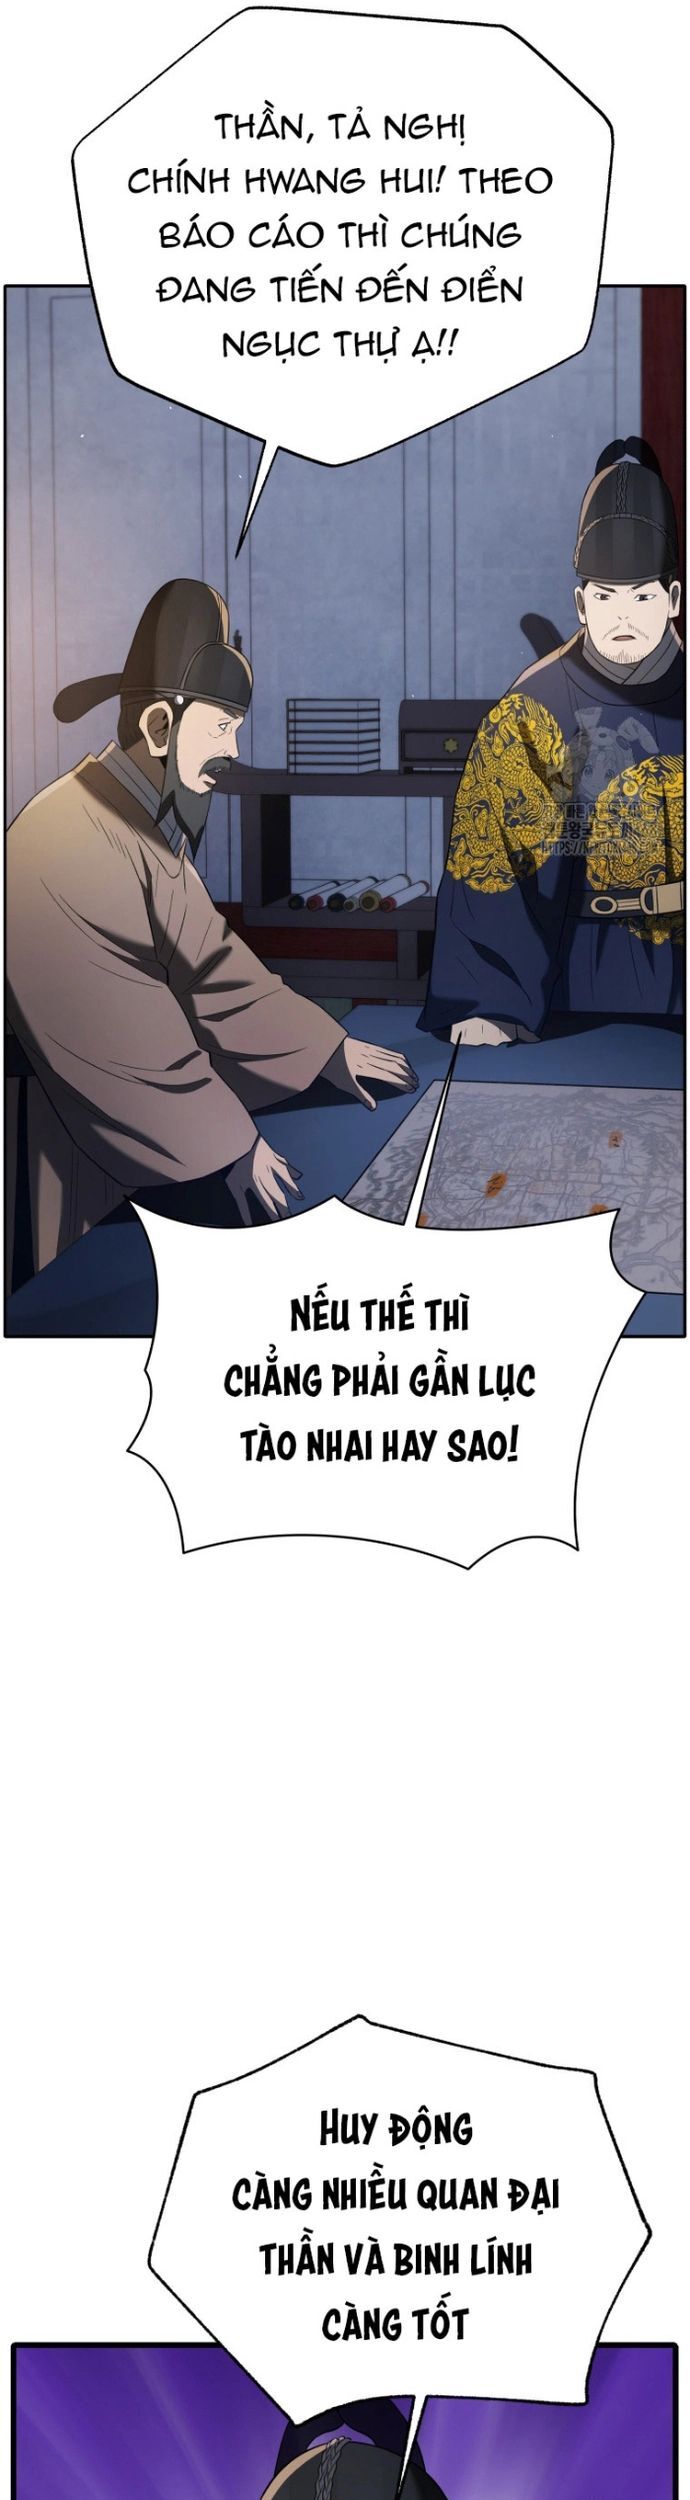 THẦN, TẢ NGHỊ
CHÍNH HWANG HUI! THEO
BÁO CÁO THÌ CHÚNG
ĐANG TIẾN ĐẾN ĐIỂN
NGỤC THỰ Ạ!!
NẾU THẾ THÌ
CHẲNG PHẢI GẦN LỤC
TÀO NHAI HAY SAO!
HUY ĐỘNG
CÀNG NHIỀU QUAN ĐẠI
THẦN VÀ BINH LÍNH
CÀNG TỐT